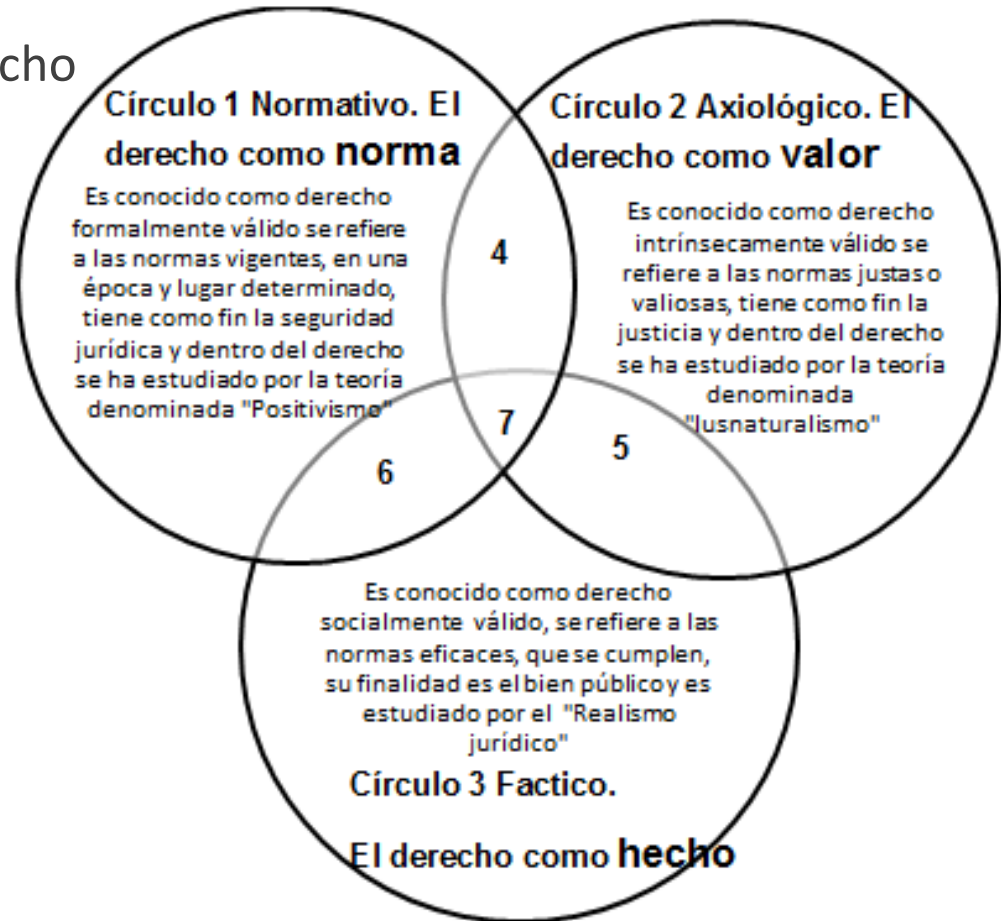 cho
Círculo 1 Normativo. El
derecho como norma
Es conocido como derecho
formalmente válido se refiere
a las normas vigentes, en una
época y lugar determinado,
tiene como fin la seguridad
jurídica y dentro del derecho
se ha estudiado por la teoría
denominada "Positivismo"
Círculo 2 Axiológico. El
derecho como valor
Es conocido como derecho
intrínsecamente válido se
refiere a las normas justas o
valiosas, tiene como fin la
justicia y dentro del derecho
se ha estudiado por la teoría
denominada
"Iusnaturalismo"
4
7
5
6
Es conocido como derecho
socialmente válido, se refiere a las
normas eficaces, que se cumplen,
su finalidad es el bien público y es
estudiado por el "Realismo
jurídico"
Círculo 3 Factico.
El derecho como hecho